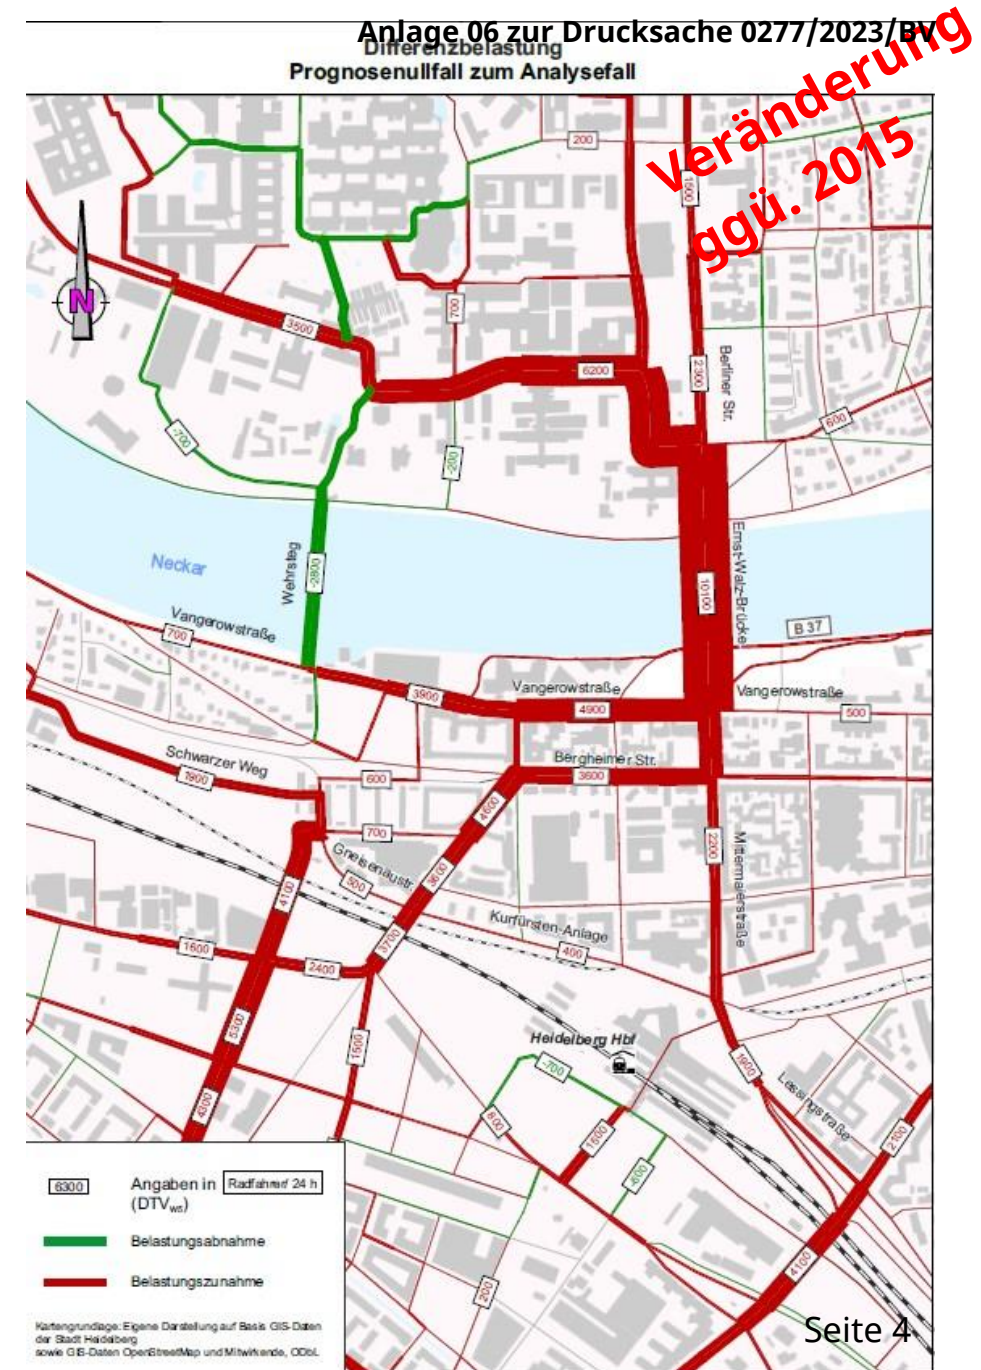 Anlage 06 zur Drucksache 0277/2023/BV
Differenzbelastung
Prognosenullfall zum Analysefall
Veränderung
ggü. 2015
200
1500
N
700
3500
6200
2300
Berliner Str.
600
-700
-200
Neckar
Wehrsteg
-2800
10100
Ernst-Walz-Brücke
B 37
Vangerowstraße
700
3900
Vangerowstraße
4900
Vangerowstraße
500
Schwarzer Weg
1900
600
Bergheimer Str.
3600
4600
700
Gneisenaustr.
500
3600
2200
Mittermaierstraße
4100
Kurfürsten-Anlage
400
3700
1600
2400
5300
1500
Heidelberg Hbf
-700
1900
Lessingstraße
4300
800
1500
2100
-600
4100
200
6300
Angaben in
Radfahrer/ 24 h
(DTVw5)
Belastungsabnahme
Belastungszunahme
Kartengrundlage: Eigene Darstellung auf Basis GIS-Daten
der Stadt Heidelberg
sowie GIS-Daten OpenStreetMap und Mitwirkende, ODbL
Seite 4